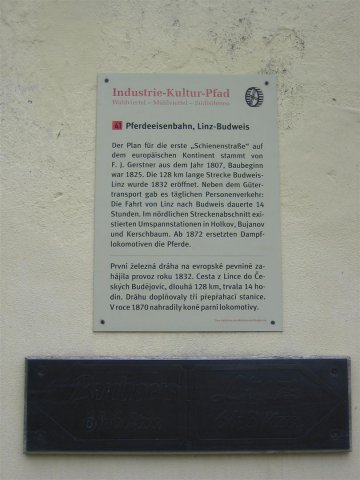 Industrie-Kultur-Pfad
Waldviertel – Mühlviertel – Südböhmen
41 Pferdeeisenbahn, Linz-Budweis
Der Plan für die erste „Schienenstraße“ auf
dem europäischen Kontinent stammt von
F. J. Gerstner aus dem Jahr 1807, Baubeginn
war 1825. Die 128 km lange Strecke Budweis-
Linz wurde 1832 eröffnet. Neben dem Güter-
transport gab es täglichen Personenverkehr:
Die Fahrt von Linz nach Budweis dauerte 14
Stunden. Im nördlichen Streckenabschnitt exi-
stierten Umspannstationen in Holkov, Bujanov
und Kerschbaum. Ab 1872 ersetzten Dampf-
lokomotiven die Pferde.
První železná dráha na evropské pevnině za-
hájila provoz roku 1832. Cesta z Lince do Če-
ských Budějovic, dlouhá 128 km, trvala 14 ho-
din. Dráhu doplňovaly tři přepřahací stanice.
V roce 1870 nahradily koně parní lokomotivy.